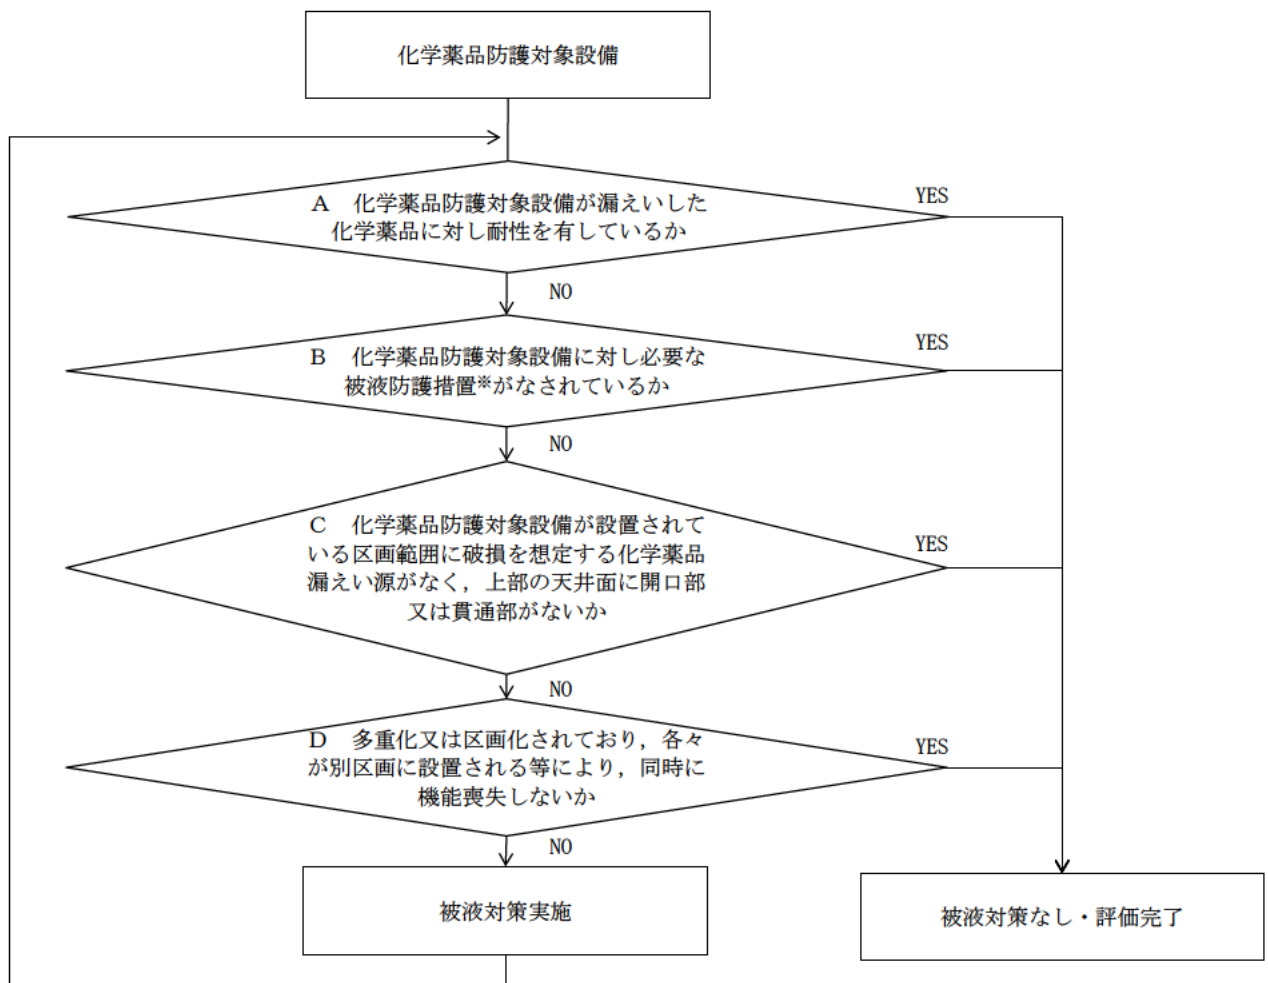 化学薬品防護対象設備
A　化学薬品防護対象設備が漏えいした
化学薬品に対し耐性を有しているか
YES
NO
B　化学薬品防護対象設備に対し必要な
被液防護措置※がなされているか
YES
NO
C　化学薬品防護対象設備が設置されて
いる区画範囲に破損を想定する化学薬品
漏えい源がなく，上部の天井面に開口部
又は貫通部がないか
YES
NO
D　多重化又は区画化されており，各々
が別区画に設置される等により，同時に
機能喪失しないか
YES
NO
被液対策実施
被液対策なし・評価完了